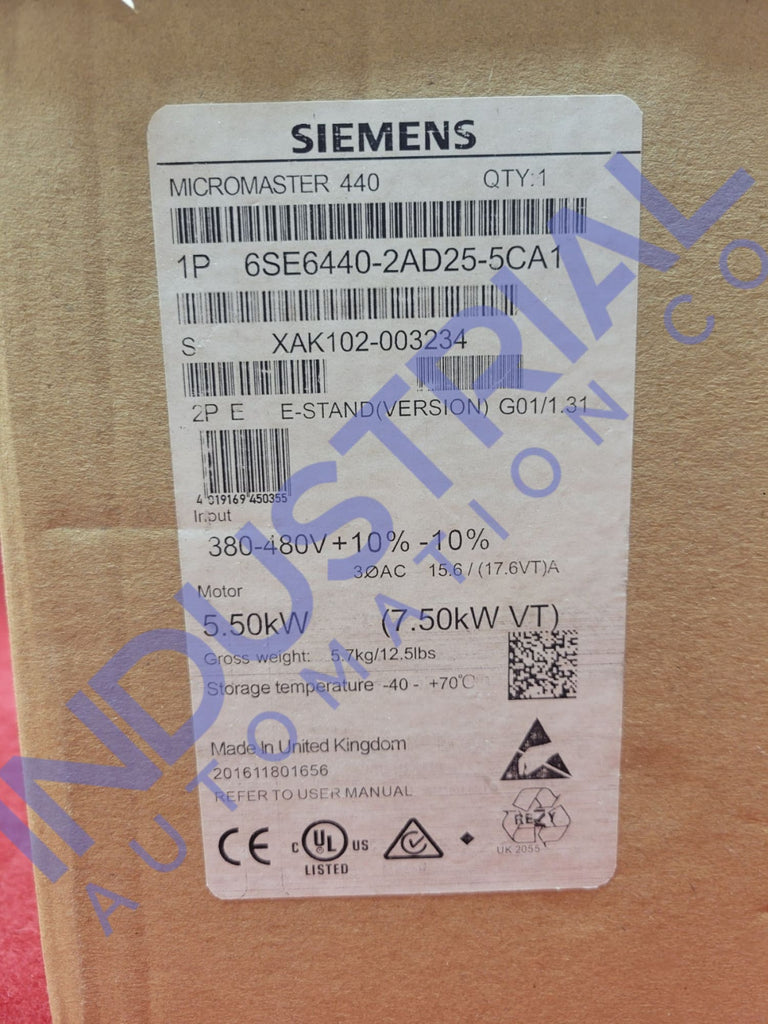 SIEMENS
MICROMASTER 440 QTY:1
1P 6SE6440-2AD25-5CA1
S XAK102-003234
2P E E-STAND(VERSION) G01/1.31
4 019169 450355
Input
380-480V +10% -10%
3ØAC 15.6 / (17.6VT)A
Motor
5.50kW (7.50kW VT)
Gross weight: 5.7kg/12.5lbs
Storage temperature -40 - +70°C
Made In United Kingdom
201611801656
REFER TO USER MANUAL
CE C UL US
LISTED
RE2Y
UK 2055
INDUSTRIAL
AUTOMATION CO